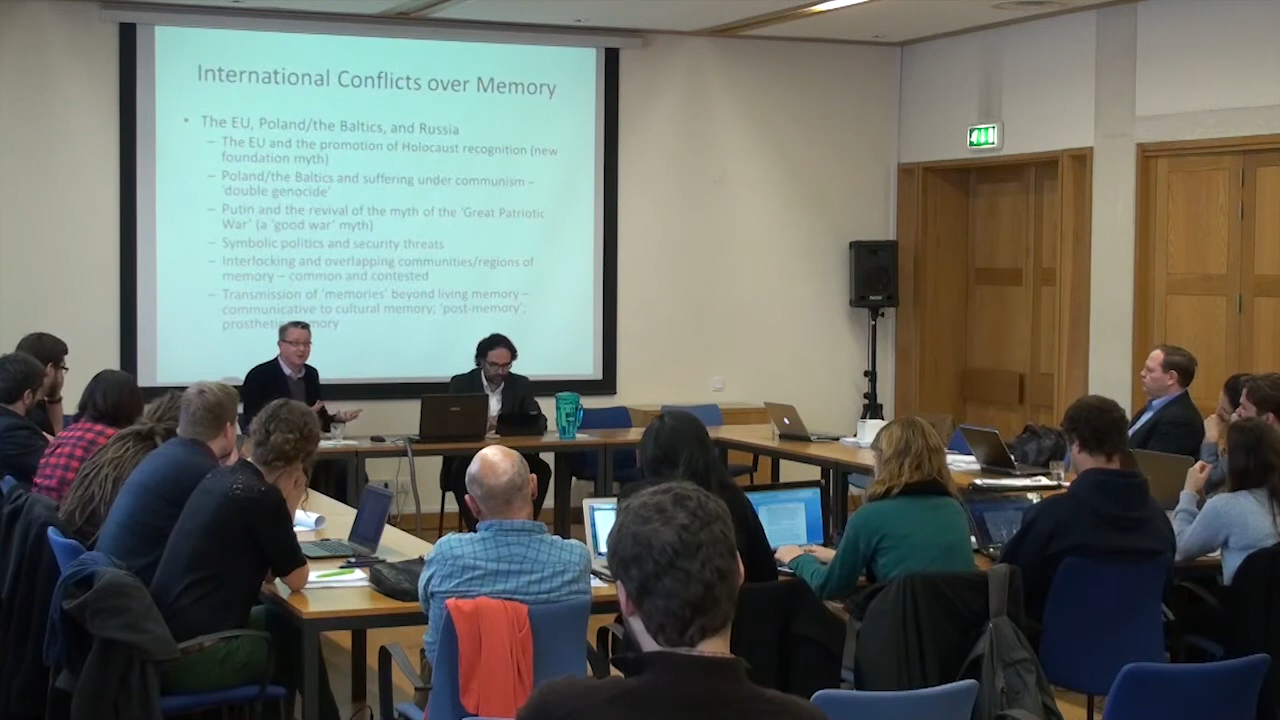 International Conflicts over Memory
• The EU, Poland/the Baltics, and Russia
– The EU and the promotion of Holocaust recognition (new
foundation myth)
– Poland/the Baltics and suffering under communism –
'double genocide'
– Putin and the revival of the myth of the 'Great Patriotic
War' (a 'good war' myth)
– Symbolic politics and security threats
– Interlocking and overlapping communities/regions of
memory – common and contested
– Transmission of 'memories' beyond living memory –
communicative to cultural memory; 'post-memory';